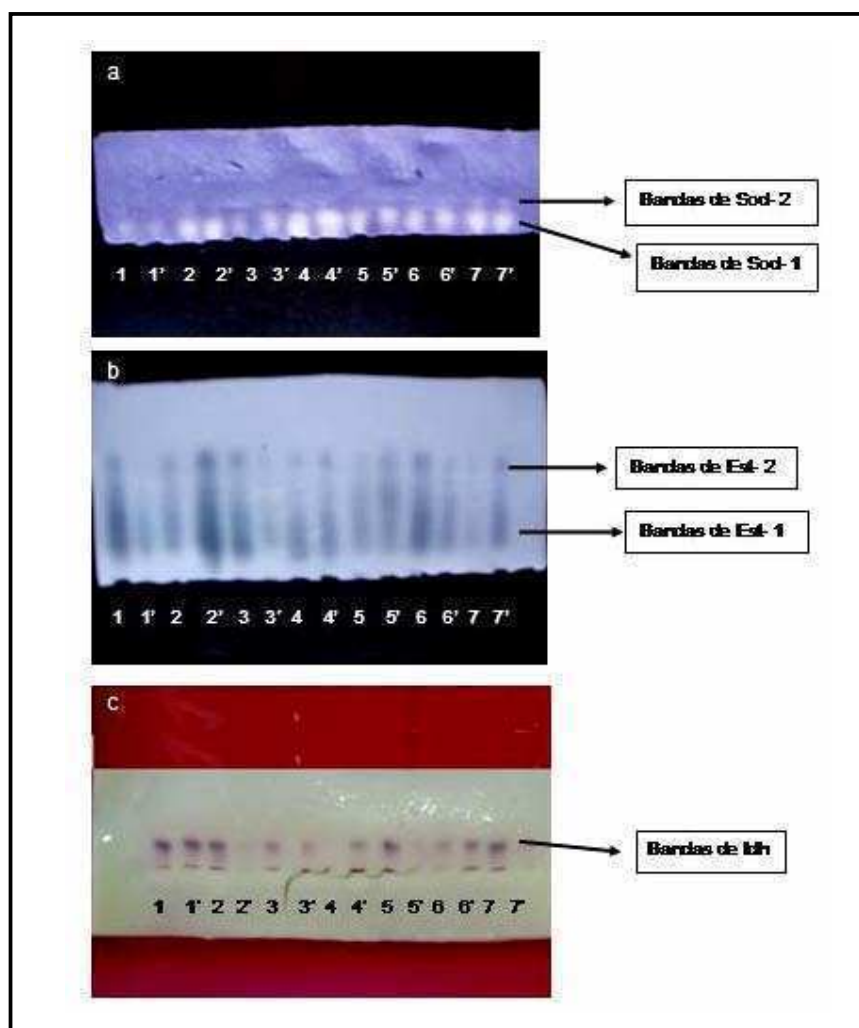 a
Bandas de Sod- 2
Bandas de Sod- 1
1 1' 2 2' 3 3' 4 4' 5 5' 6 6' 7 7'
b
Bandas de Est- 2
Bandas de Est- 1
1 1' 2 2' 3 3' 4 4' 5 5' 6 6' 7 7'
c
Bandas de Idh
1 1' 2 2' 3 3' 4 4' 5 5' 6 6' 7 7'